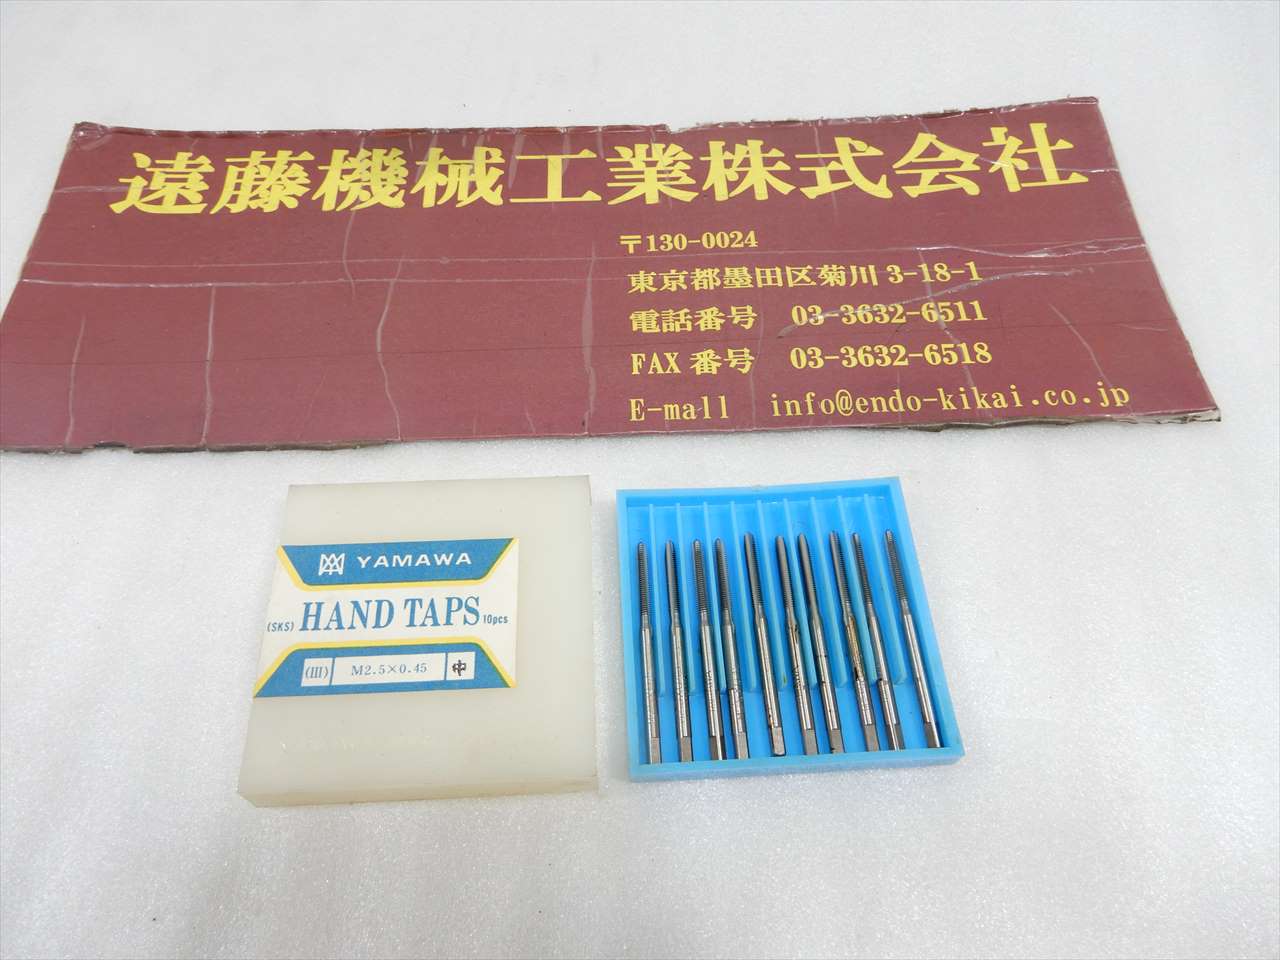 遠藤機械工業株式会社
〒130-0024
東京都墨田区菊川 3-18-1
電話番号 03-3632-6511
FAX 番号 03-3632-6518
E-mail info@endo-kikai.co.jp
YAMAWA
(SKS) HAND TAPS 10pcs
(III) M2.5×0.45 中